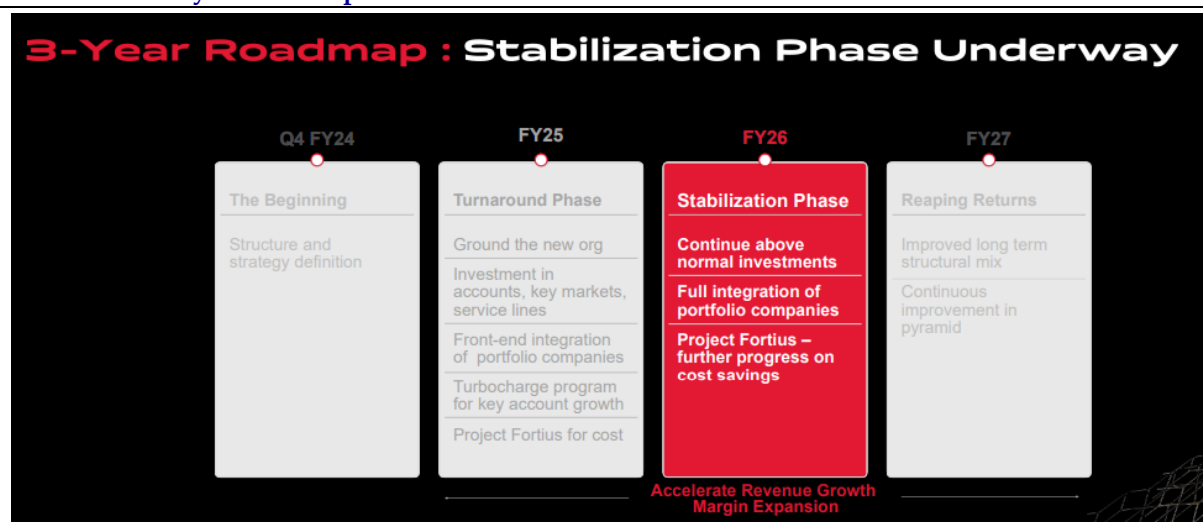 3-Year Roadmap : Stabilization Phase Underway
Q4 FY24
The Beginning
Structure and
strategy definition
FY25
Turnaround Phase
Ground the new org
Investment in
accounts, key markets,
service lines
Front-end integration
of portfolio companies
Turbocharge program
for key account growth
Project Fortius for cost
FY26
Stabilization Phase
Continue above
normal investments
Full integration of
portfolio companies
Project Fortius –
further progress on
cost savings
FY27
Reaping Returns
Improved long term
structural mix
Continuous
improvement in
pyramid
Accelerate Revenue Growth
Margin Expansion